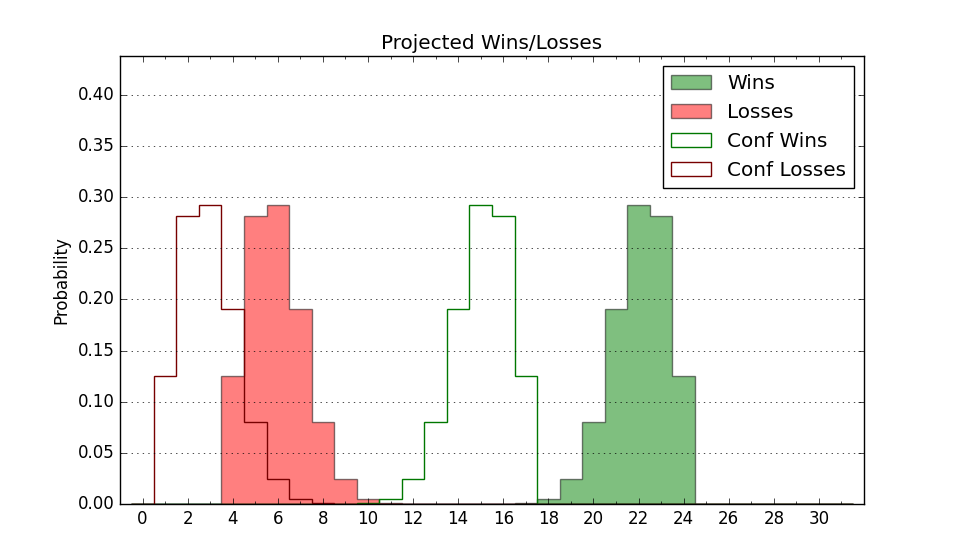 Projected Wins/Losses
Wins
Losses
Conf Wins
Conf Losses
Probability
0.40
0.35
0.30
0.25
0.20
0.15
0.10
0.05
0.00
0 2 4 6 8 10 12 14 16 18 20 22 24 26 28 30